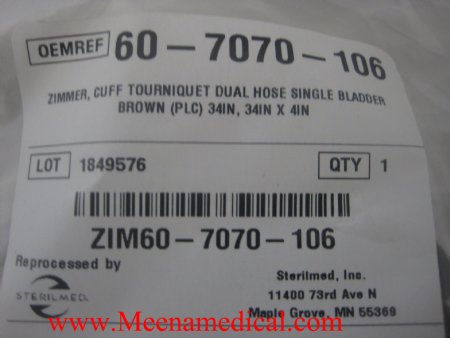 OEMREF 60-7070-106
ZIMMER, CUFF TOURNIQUET DUAL HOSE SINGLE BLADDER
BROWN (PLC) 34IN, 34IN X 4IN
LOT 1849576 QTY 1
ZIM60-7070-106
Reprocessed by
STERILMED
Sterilmed, Inc.
11400 73rd Ave N
Maple Grove, MN 55369
www.Meenamedical.com